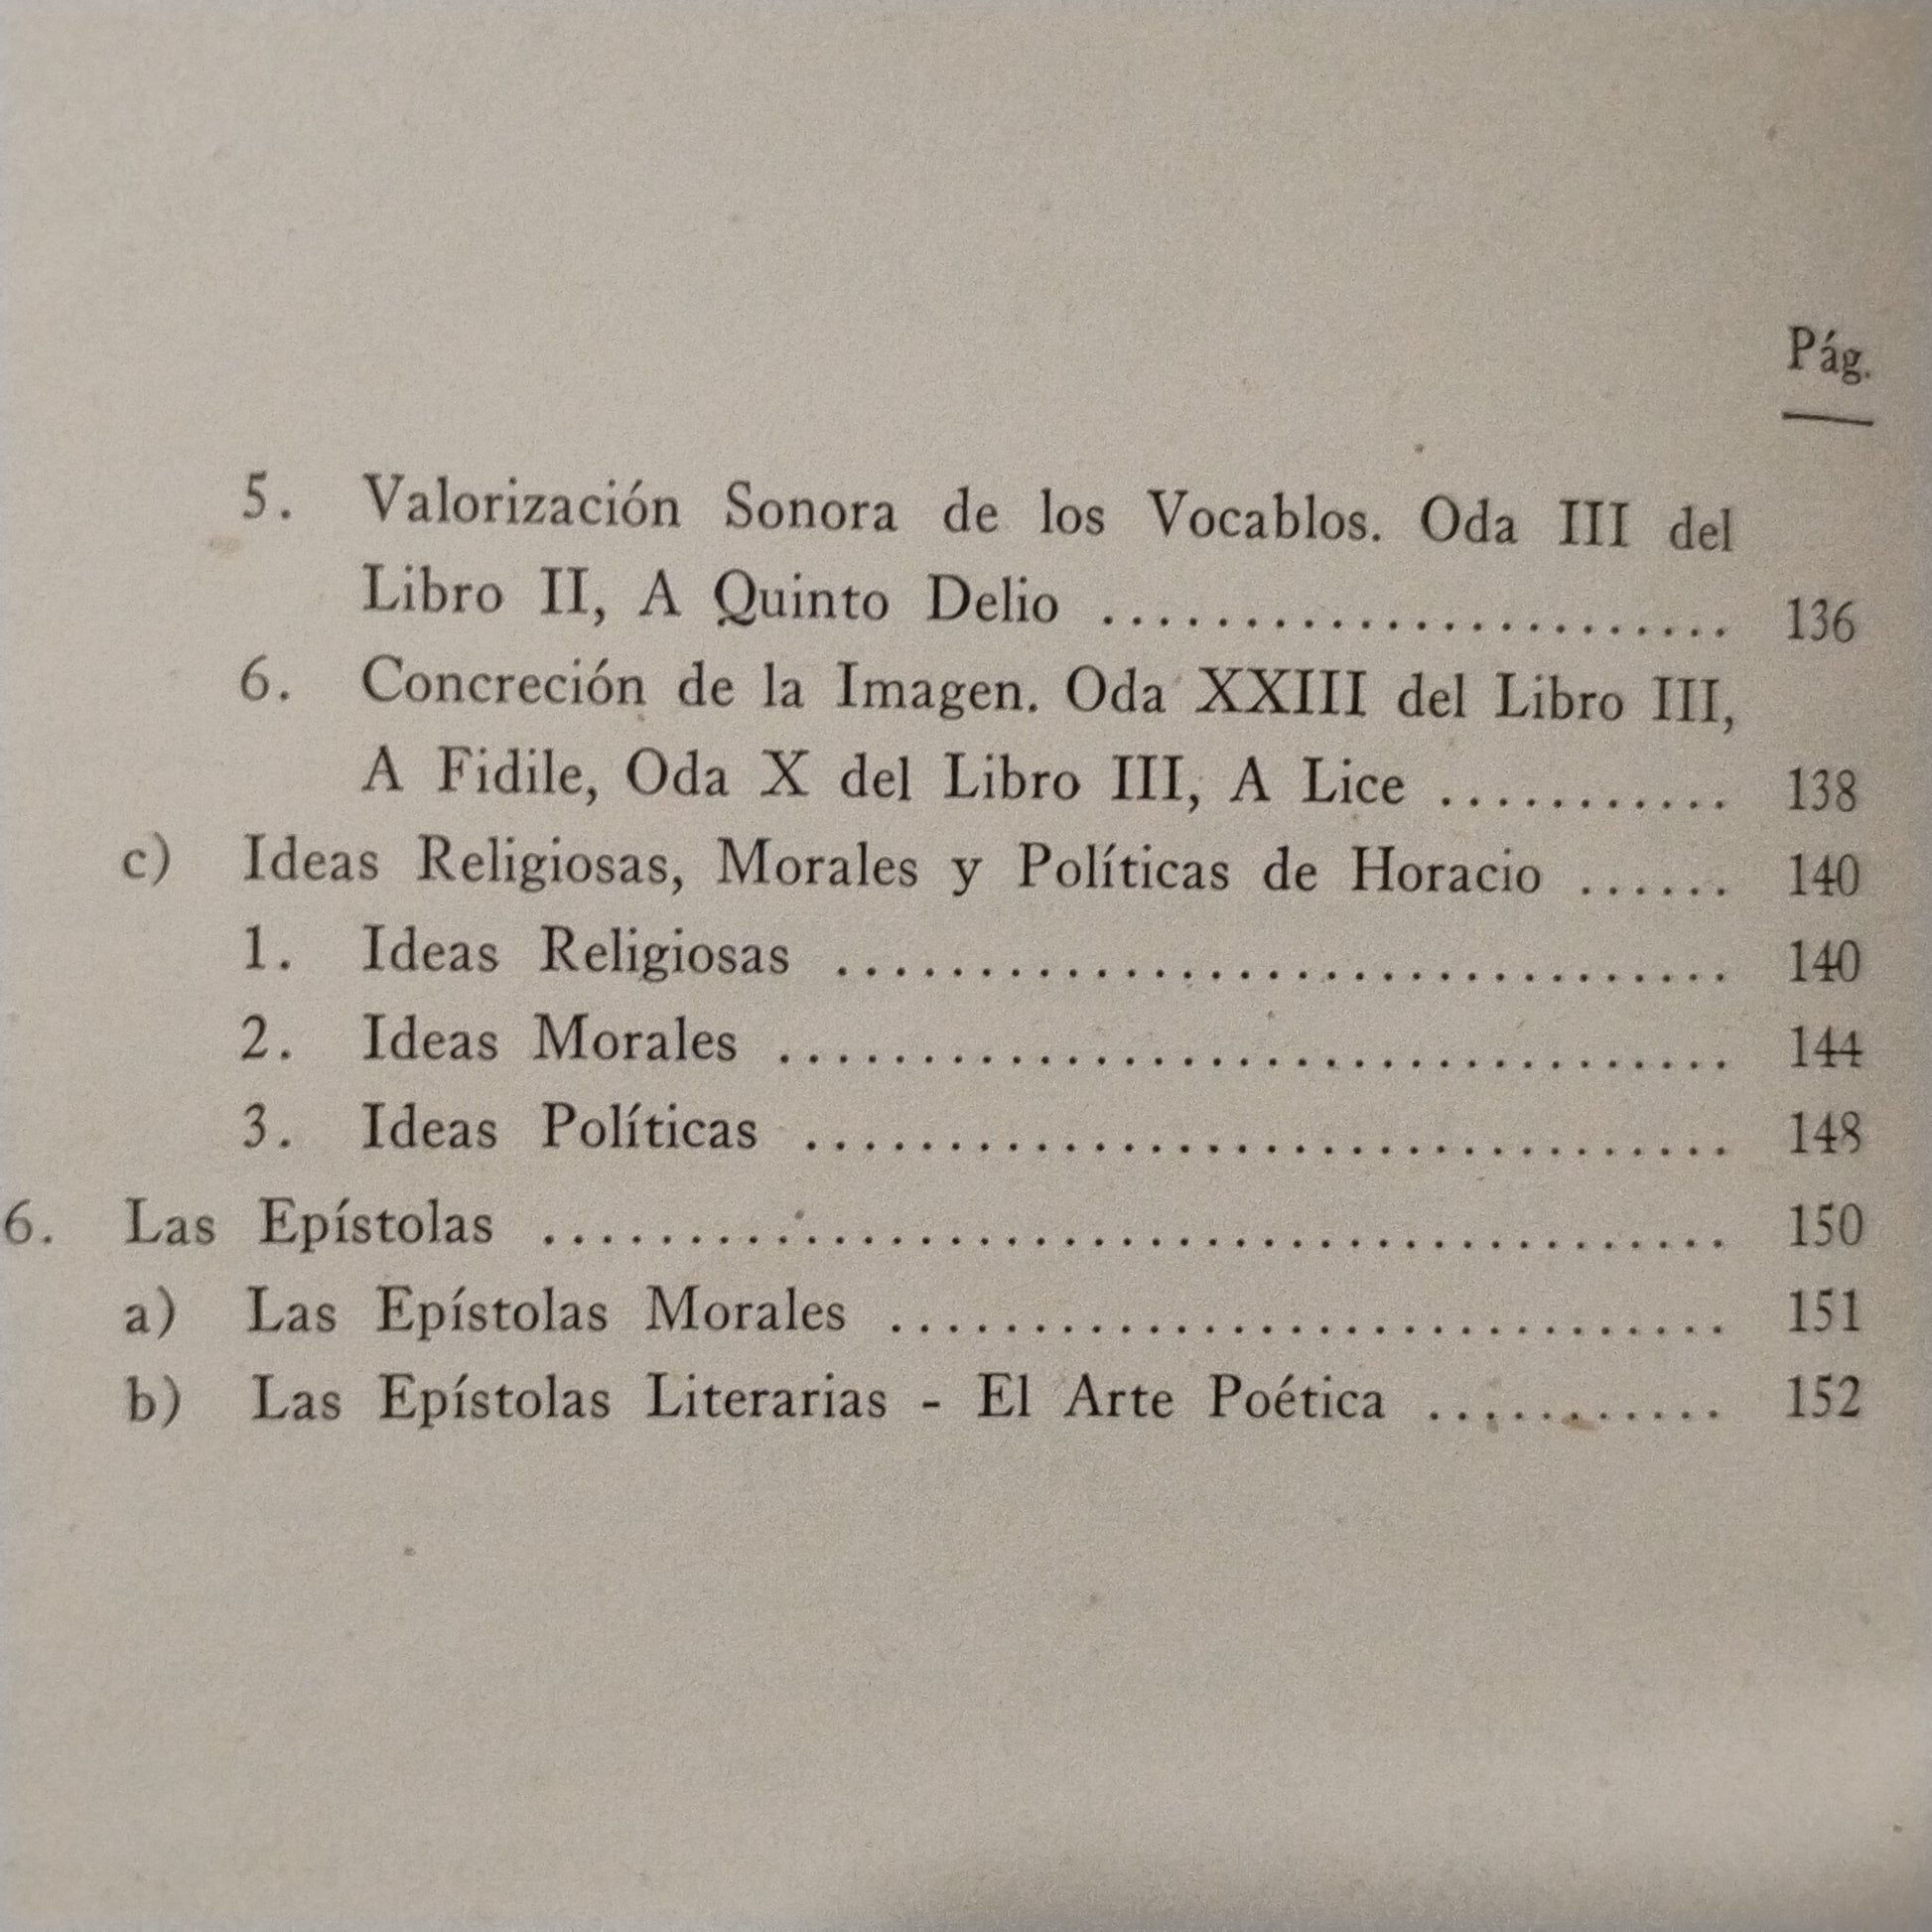 Pág.
5. Valorización Sonora de los Vocablos. Oda III del
Libro II, A Quinto Delio ...................... 136
6. Concreción de la Imagen. Oda XXIII del Libro III,
A Fidile, Oda X del Libro III, A Lice ........... 138
c) Ideas Religiosas, Morales y Políticas de Horacio ...... 140
1. Ideas Religiosas ................................ 140
2. Ideas Morales .................................. 144
3. Ideas Políticas ................................. 148
6. Las Epístolas ......................................... 150
a) Las Epístolas Morales .............................. 151
b) Las Epístolas Literarias - El Arte Poética ........... 152